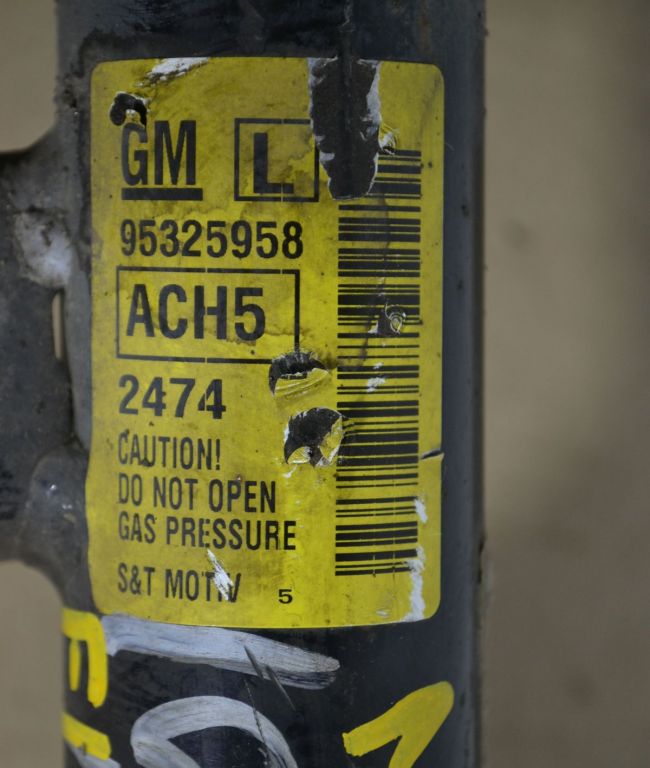 GM L
95325958
ACH5
2474
CAUTION!
DO NOT OPEN
GAS PRESSURE
S&T MOTIV 5